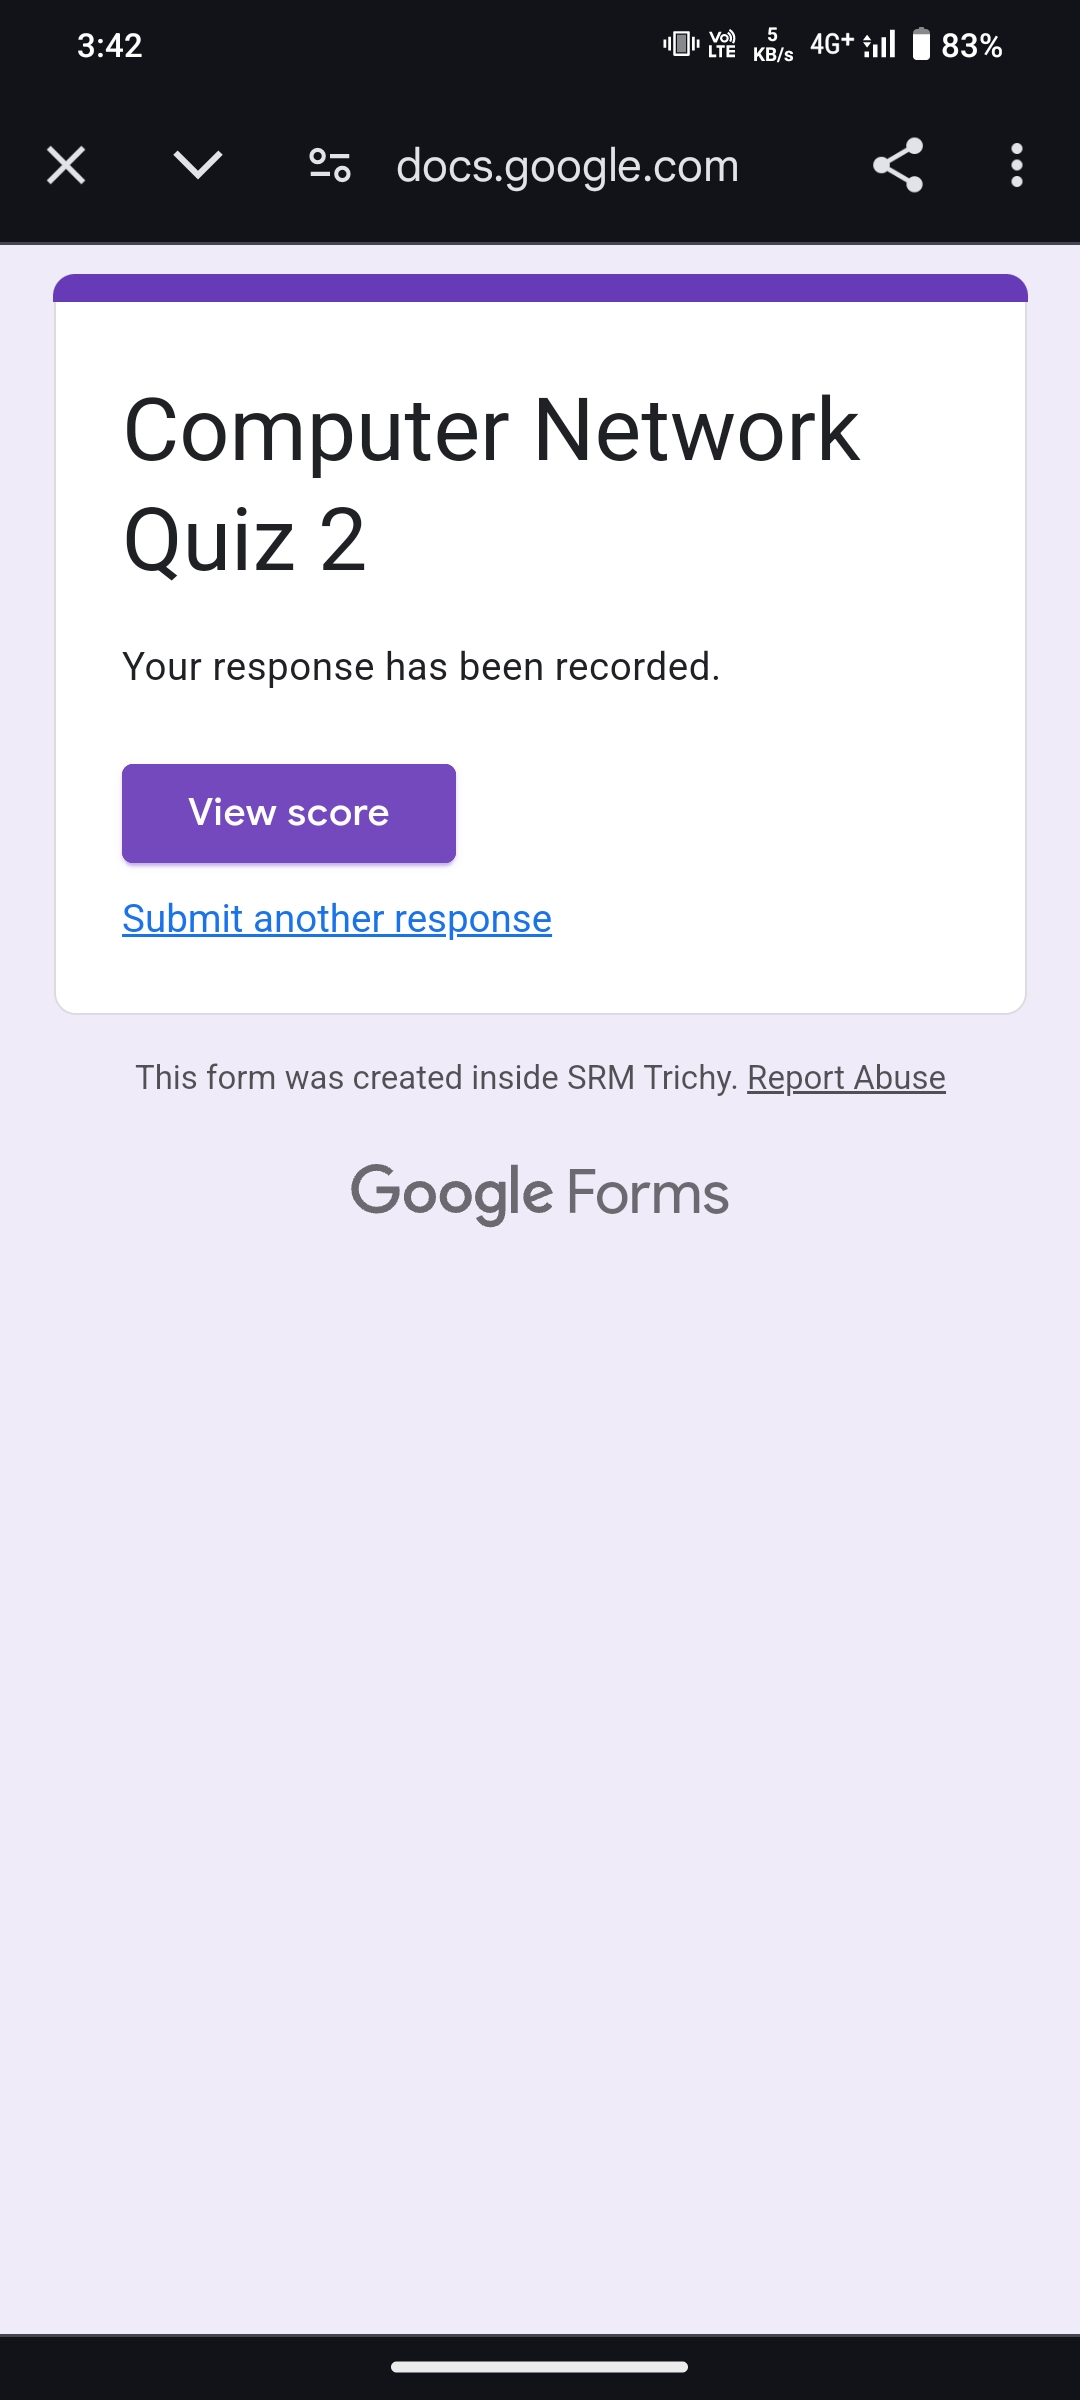 3:42
Vo)) LTE 5 KB/s 4G+ 83%
docs.google.com
Computer Network
Quiz 2
Your response has been recorded.
View score
Submit another response
This form was created inside SRM Trichy. Report Abuse
Google Forms